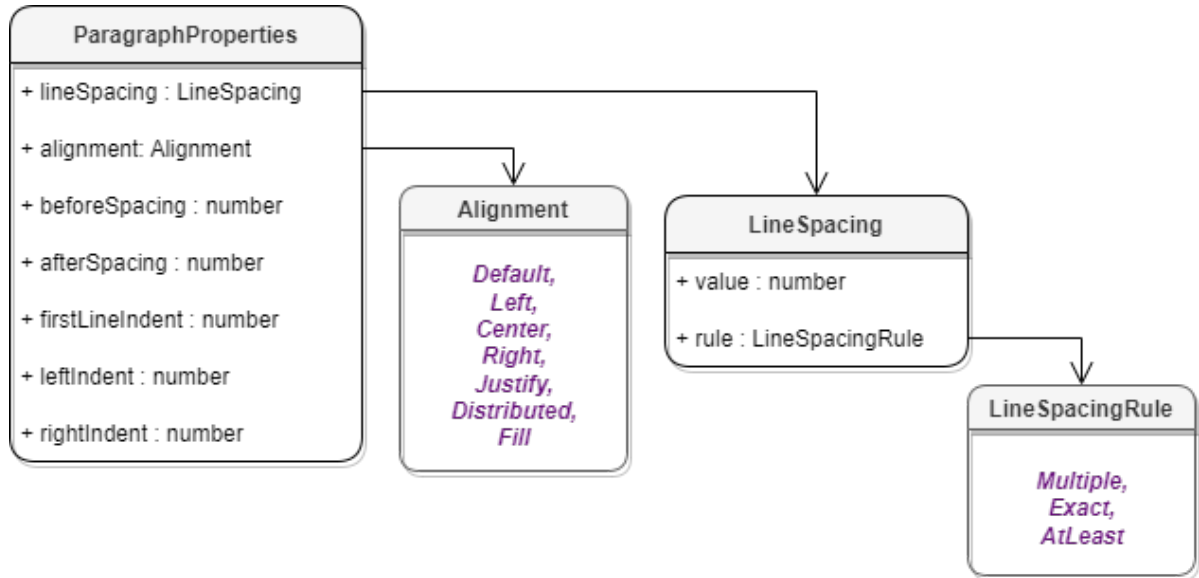 ParagraphProperties
+ lineSpacing : LineSpacing
+ alignment: Alignment
+ beforeSpacing : number
+ afterSpacing : number
+ firstLineIndent : number
+ leftIndent : number
+ rightIndent : number
Alignment
Default,
Left,
Center,
Right,
Justify,
Distributed,
Fill
LineSpacing
+ value : number
+ rule : LineSpacingRule
LineSpacingRule
Multiple,
Exact,
AtLeast